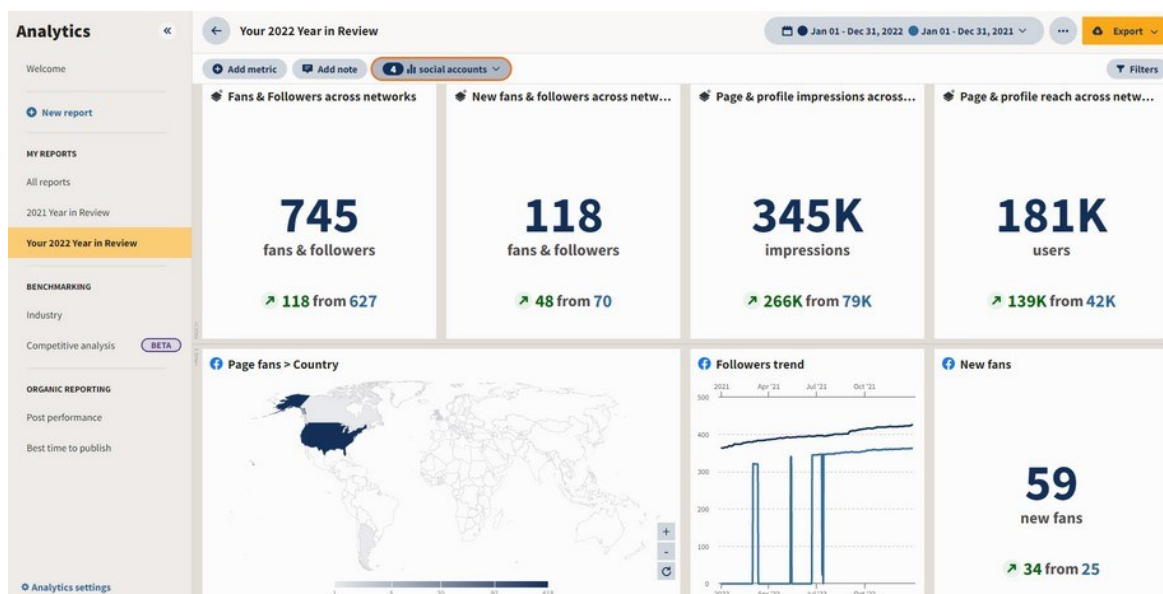 Analytics
«
Your 2022 Year in Review
Jan 01 - Dec 31, 2022 Jan 01 - Dec 31, 2021
Export
Welcome
Add metric
Add note
4 social accounts
Filters
New report
MY REPORTS
All reports
2021 Year in Review
Your 2022 Year in Review
BENCHMARKING
Industry
Competitive analysis BETA
ORGANIC REPORTING
Post performance
Best time to publish
Analytics settings
Fans & Followers across networks
745
fans & followers
118 from 627
New fans & followers across netw...
118
fans & followers
48 from 70
Page & profile impressions across...
345K
impressions
266K from 79K
Page & profile reach across netw...
181K
users
139K from 42K
Page fans > Country
+
-
Followers trend
2021 Apr '21 Jul '21 Oct '21
500
400
300
200
100
0
New fans
59
new fans
34 from 25